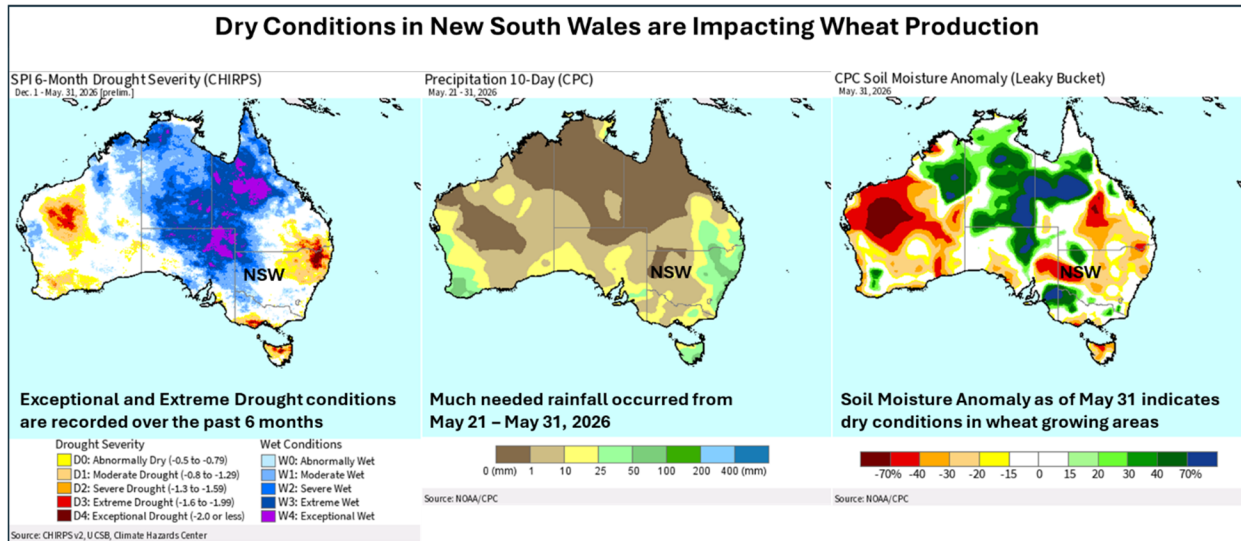 Dry Conditions in New South Wales are Impacting Wheat Production
SPI 6-Month Drought Severity (CHIRPS)
Dec. 1 - May. 31, 2026 [prelim.]
NSW
Exceptional and Extreme Drought conditions
are recorded over the past 6 months
Drought Severity
D0: Abnormally Dry (-0.5 to -0.79)
D1: Moderate Drought (-0.8 to -1.29)
D2: Severe Drought (-1.3 to -1.59)
D3: Extreme Drought (-1.6 to -1.99)
D4: Exceptional Drought (-2.0 or less)
Wet Conditions
W0: Abnormally Wet
W1: Moderate Wet
W2: Severe Wet
W3: Extreme Wet
W4: Exceptional Wet
Source: CHIRPS v2, UCSB, Climate Hazards Center
Precipitation 10-Day (CPC)
May. 21 - 31, 2026
NSW
Much needed rainfall occurred from
May 21 – May 31, 2026
0 (mm) 1 10 25 50 100 200 400 (mm)
Source: NOAA/CPC
CPC Soil Moisture Anomaly (Leaky Bucket)
May. 31, 2026
NSW
Soil Moisture Anomaly as of May 31 indicates
dry conditions in wheat growing areas
-70% -40 -30 -20 -15 0 15 20 30 40 70%
Source: NOAA/CPC